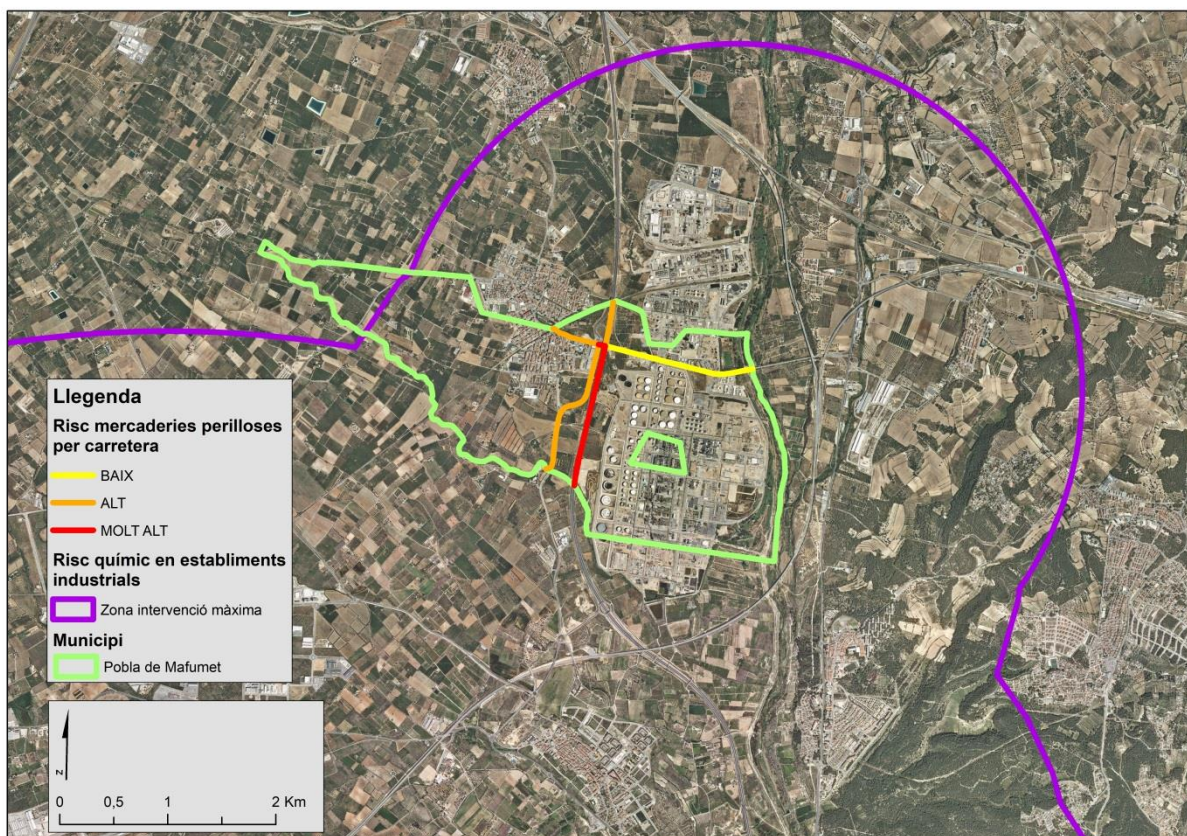 Llegenda
Risc mercaderies perilloses
per carretera
BAIX
ALT
MOLT ALT
Risc químic en establiments
industrials
Zona intervenció màxima
Municipi
Pobla de Mafumet
N
0 0,5 1 2 Km